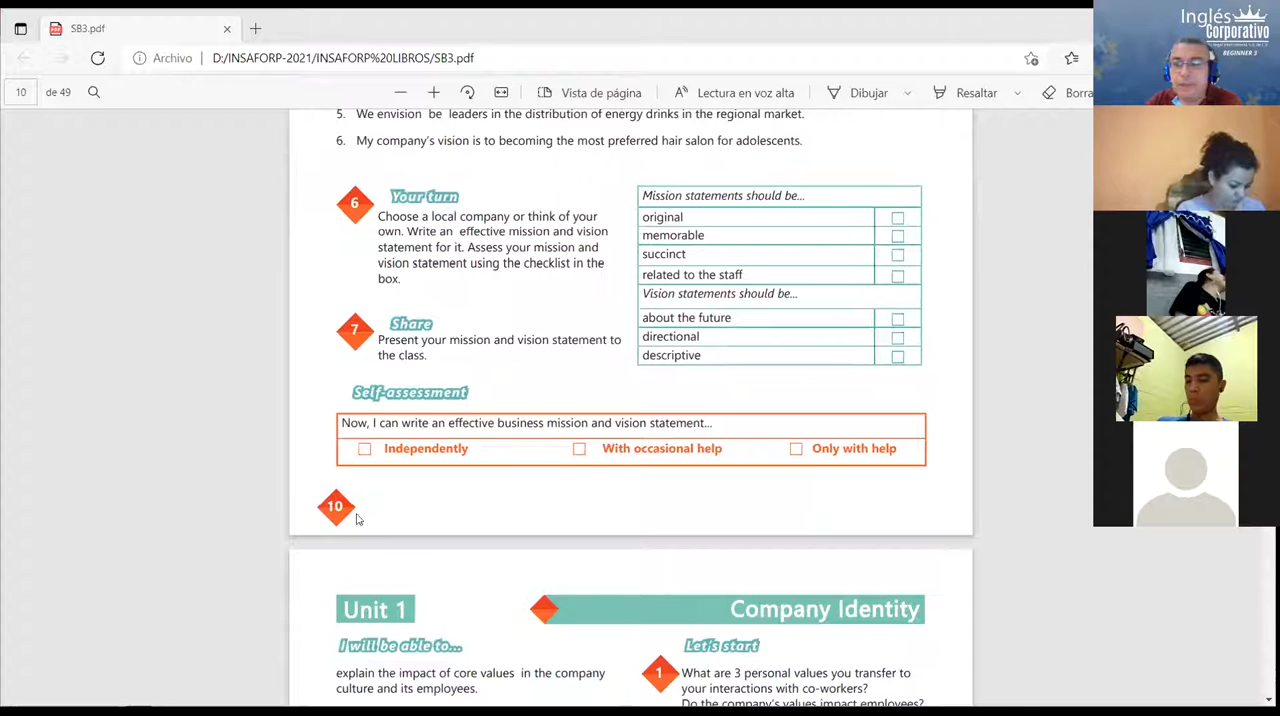 SB3.pdf
Archivo
D:/INSAFORP-2021/INSAFORP%20LIBROS/SB3.pdf
10
de 49
Vista de página
Lectura en voz alta
Dibujar
Resaltar
Borra
5. We envision be leaders in the distribution of energy drinks in the regional market.
6. My company's vision is to becoming the most preferred hair salon for adolescents.
6
Your turn
Choose a local company or think of your
own. Write an effective mission and vision
statement for it. Assess your mission and
vision statement using the checklist in the
box.
7
Share
Present your mission and vision statement to
the class.
Mission statements should be...
original
memorable
succinct
related to the staff
Vision statements should be...
about the future
directional
descriptive
Self-assessment
Now, I can write an effective business mission and vision statement...
Independently
With occasional help
Only with help
10
Unit 1
Company Identity
I will be able to...
explain the impact of core values in the company
culture and its employees.
Let's start
1
What are 3 personal values you transfer to
your interactions with co-workers?
Do the company's values impact employees?
Inglés
Corporativo
BEGINNER 3